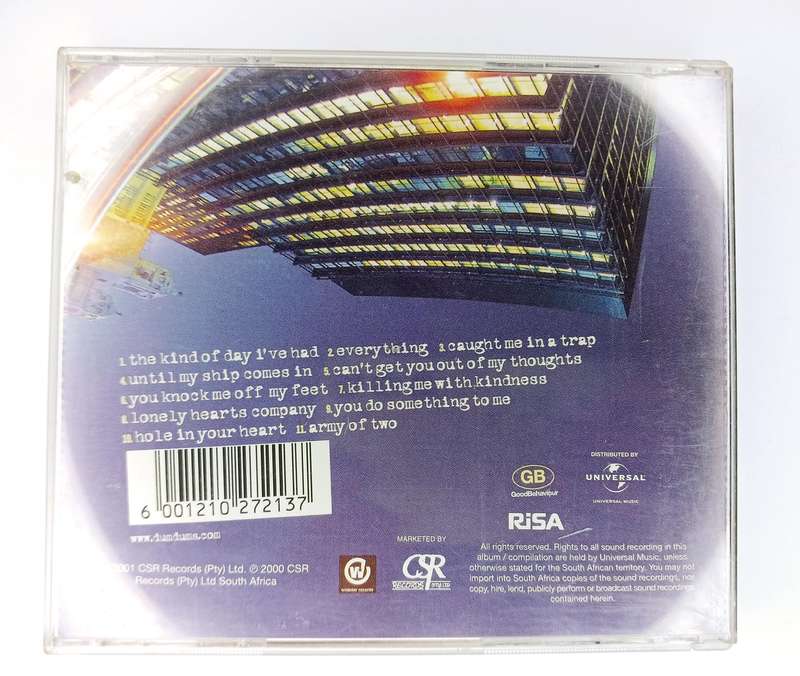 1. the kind of day i've had 2. everything 3. caught me in a trap
4. until my ship comes in 5. can't get you out of my thoughts
6. you knock me off my feet 7. killing me with kindness
8. lonely hearts company 9. you do something to me
10. hole in your heart 11. army of two
6 001210 272137
www.dumdums.com
2001 CSR Records (Pty) Ltd. ℗ 2000 CSR
Records (Pty) Ltd South Africa
wildstar records
MARKETED BY
CSR
RECORDS (PTY) LTD
GB
GoodBehaviour
DISTRIBUTED BY
UNIVERSAL
UNIVERSAL MUSIC
RiSA
All rights reserved. Rights to all sound recording in this
album / compilation are held by Universal Music, unless
otherwise stated for the South African territory. You may not
import into South Africa copies of the sound recordings, nor
copy, hire, lend, publicly perform or broadcast sound recordings
contained herein.